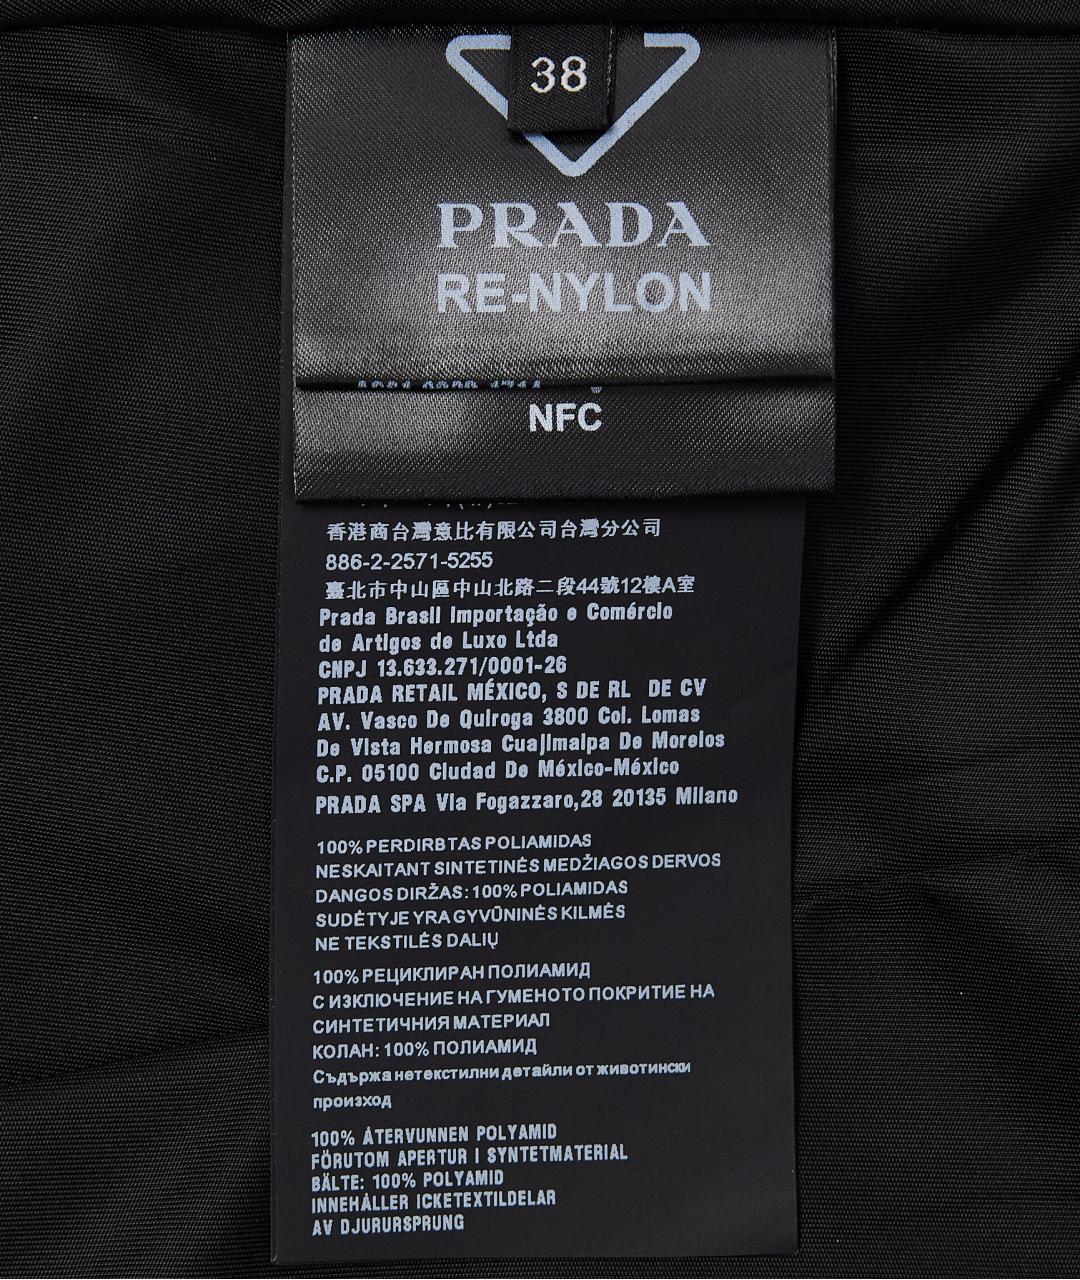 38
PRADA
RE-NYLON
NFC
香港商台灣意比有限公司台灣分公司
886-2-2571-5255
臺北市中山區中山北路二段44號12樓A室
Prada Brasil Importação e Comércio
de Artigos de Luxo Ltda
CNPJ 13.633.271/0001-26
PRADA RETAIL MÉXICO, S DE RL DE CV
AV. Vasco De Quiroga 3800 Col. Lomas
De Vista Hermosa Cuajimalpa De Morelos
C.P. 05100 Ciudad De México-México
PRADA SPA Via Fogazzaro,28 20135 Milano
100% PERDIRBTAS POLIAMIDAS
NESKAITANT SINTETINĖS MEDŽIAGOS DERVOS
DANGOS DIRŽAS: 100% POLIAMIDAS
SUDĖTYJE YRA GYVŪNINĖS KILMĖS
NE TEKSTILĖS DALIŲ
100% РЕЦИКЛИРАН ПОЛИАМИД
С ИЗКЛЮЧЕНИЕ НА ГУМЕНОТО ПОКРИТИЕ НА
СИНТЕТИЧНИЯ МАТЕРИАЛ
КОЛАН: 100% ПОЛИАМИД
Съдържа нетекстилни детайли от животински
произход
100% ÅTERVUNNEN POLYAMID
FÖRUTOM APERTUR I SYNTETMATERIAL
BÄLTE: 100% POLYAMID
INNEHÅLLER ICKETEXTILDELAR
AV DJURURSPRUNG